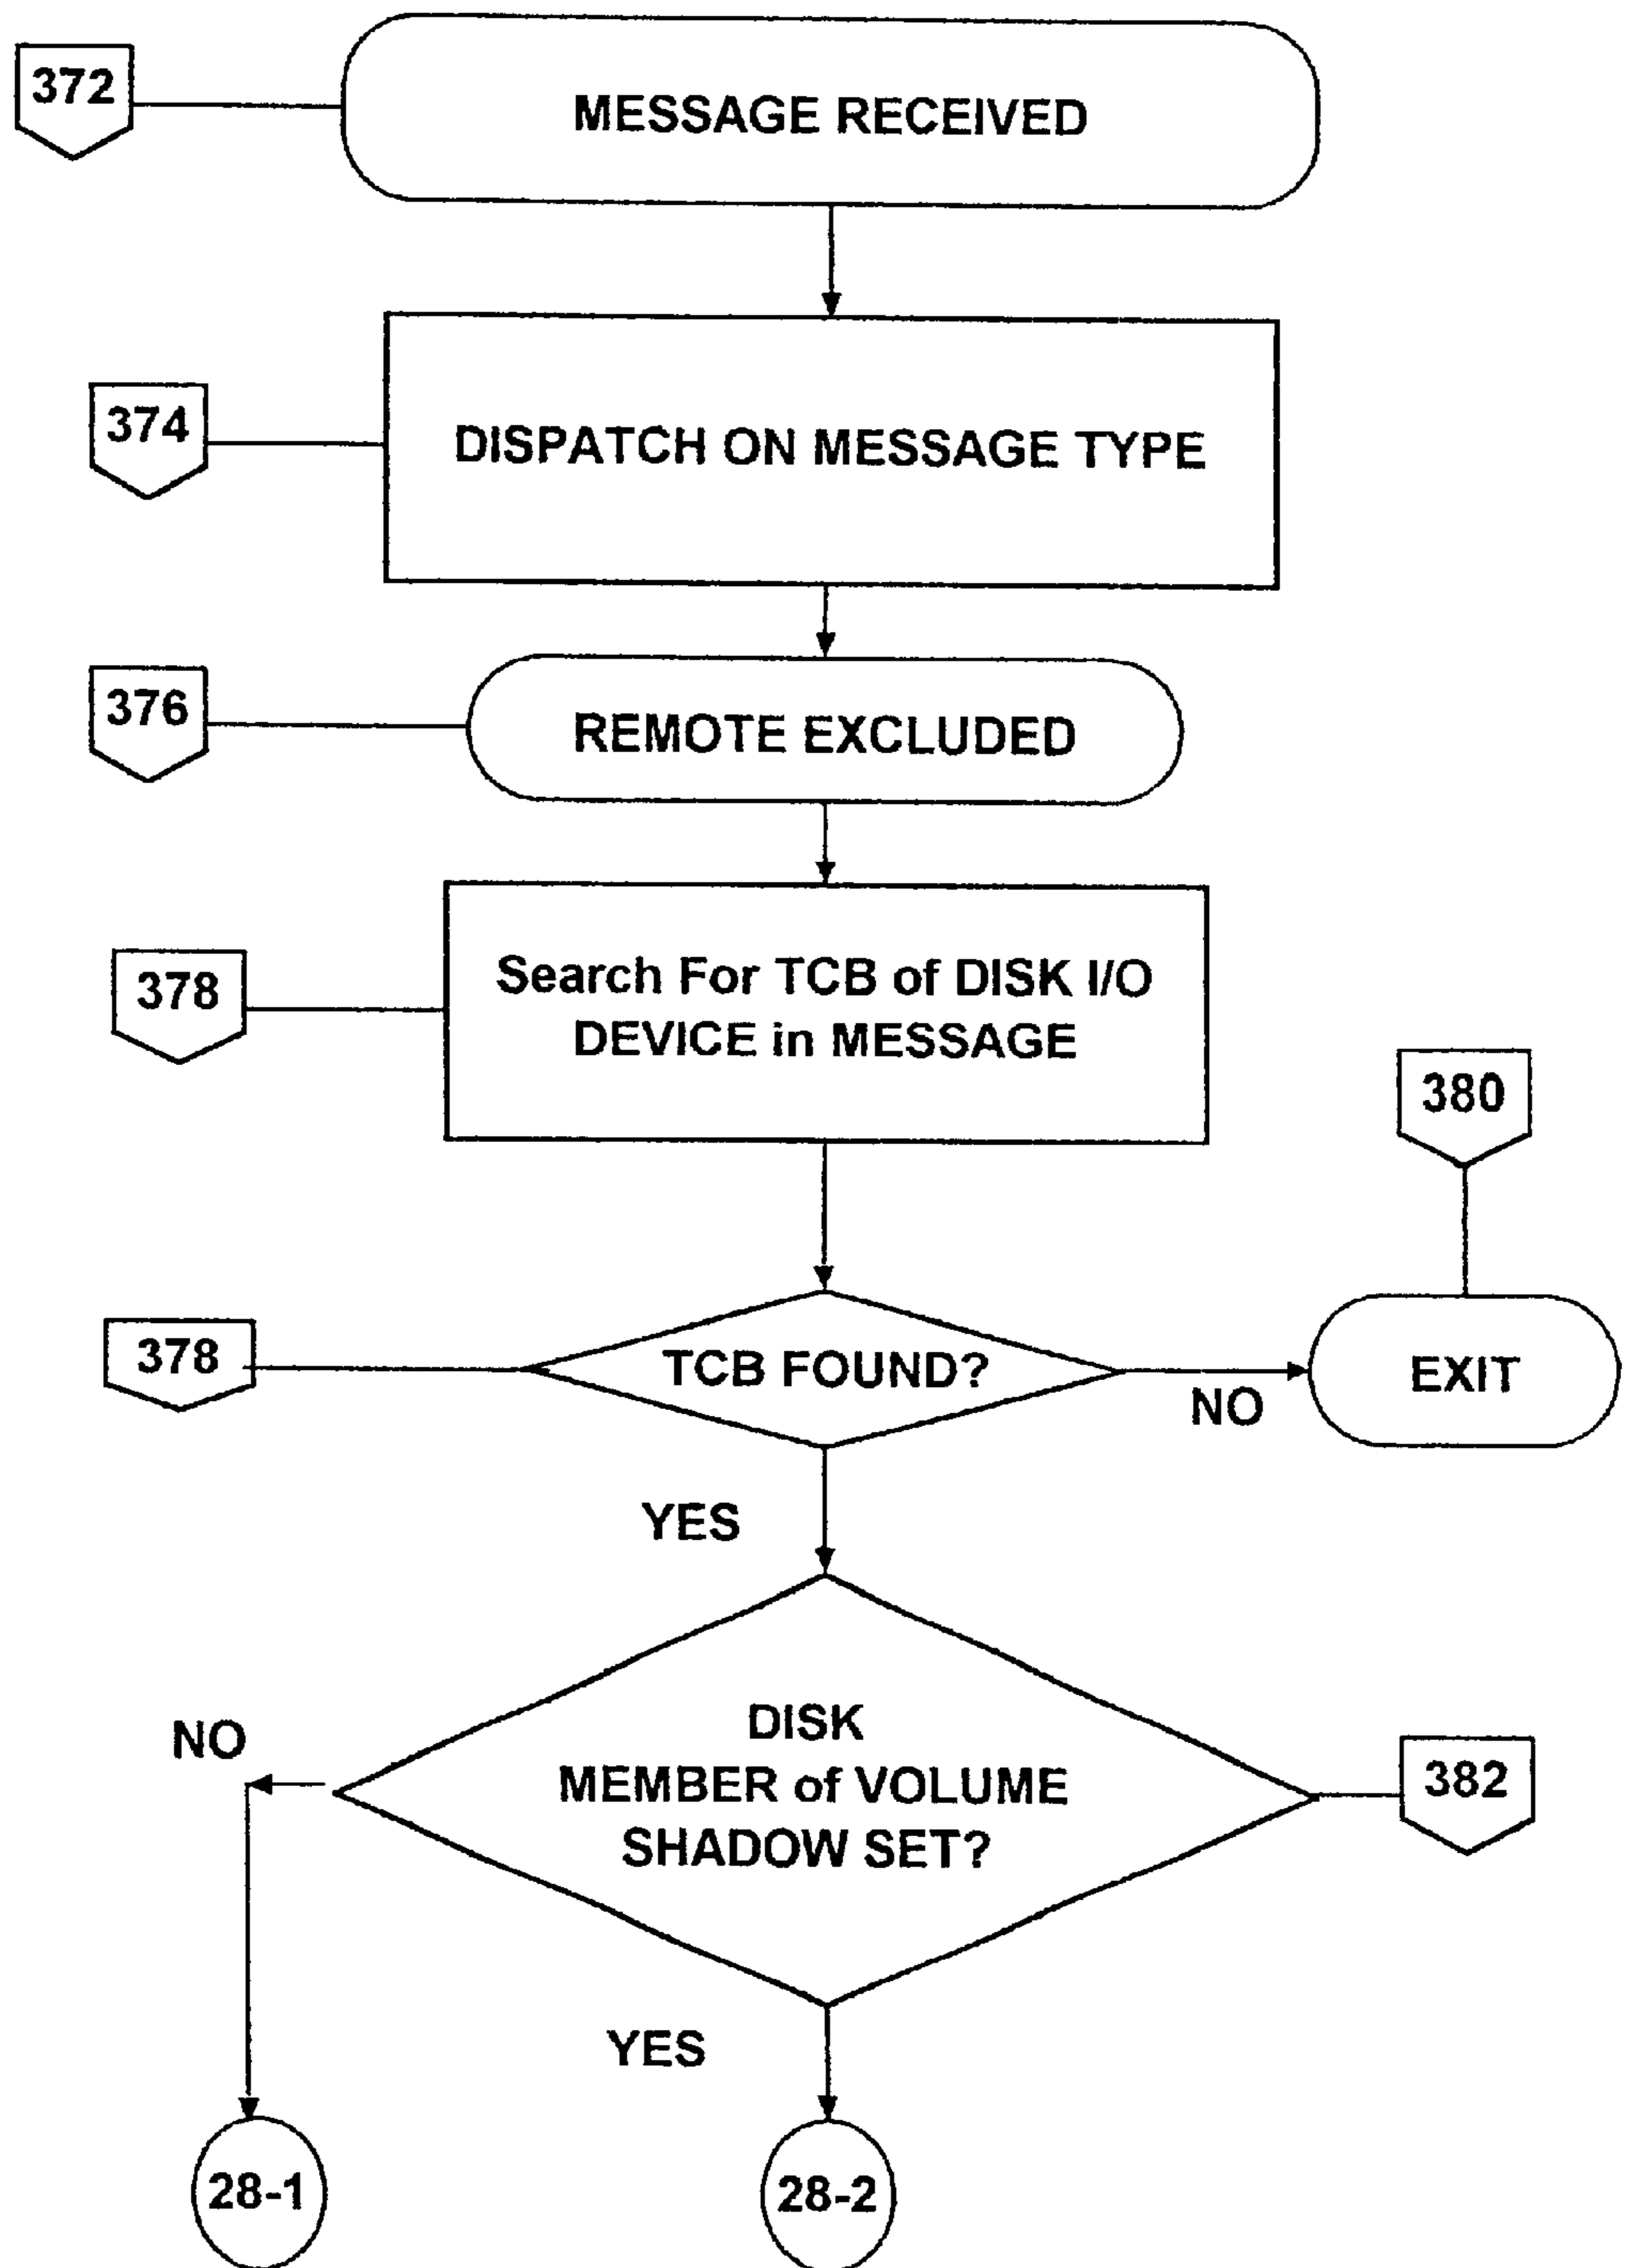 372
MESSAGE RECEIVED
374
DISPATCH ON MESSAGE TYPE
376
REMOTE EXCLUDED
378
Search For TCB of DISK I/O
DEVICE in MESSAGE
380
378
TCB FOUND?
NO
EXIT
YES
NO
DISK
MEMBER of VOLUME
SHADOW SET?
382
YES
28-1
28-2